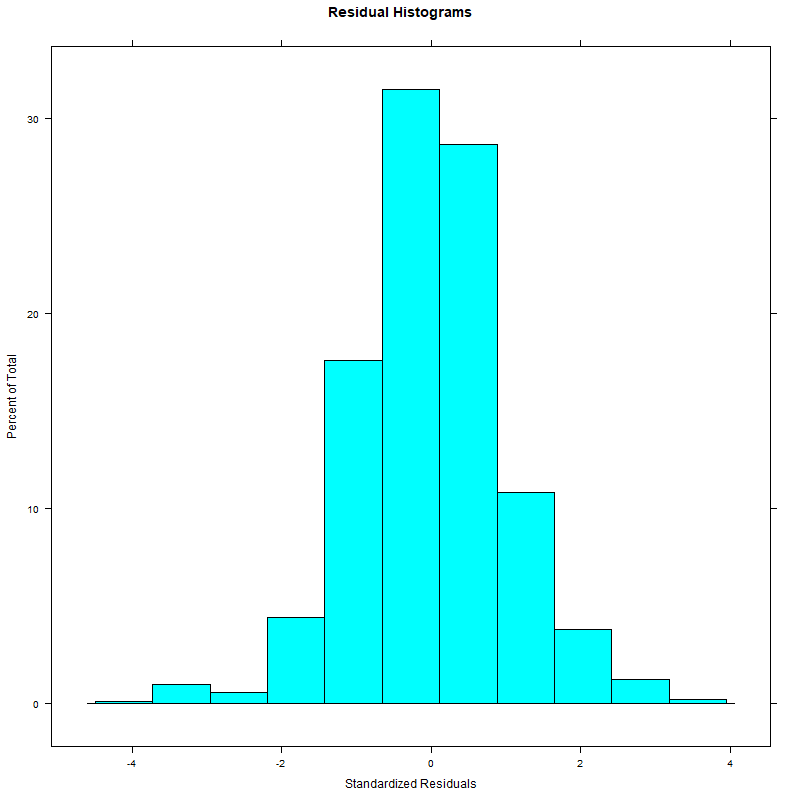 Residual Histograms
30
20
10
0
Percent of Total
-4 -2 0 2 4
Standardized Residuals